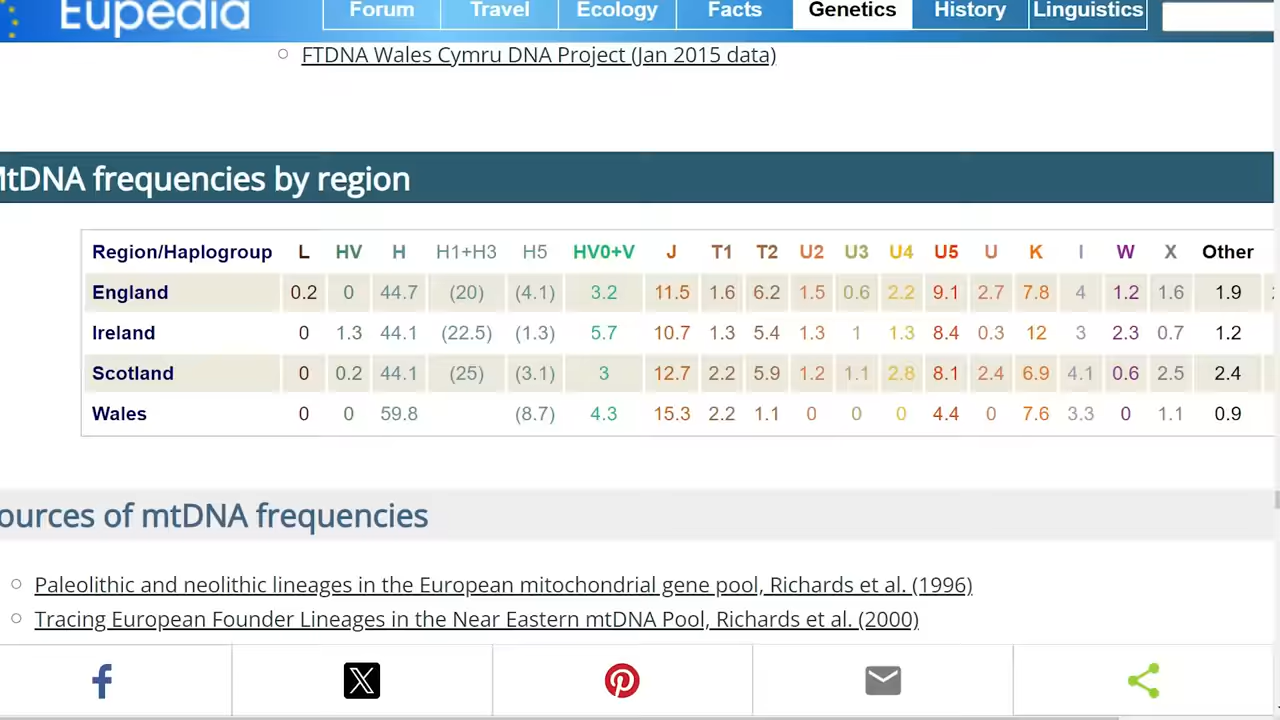 Eupedia Forum Travel Ecology Facts Genetics History Linguistics
FTDNA Wales Cymru DNA Project (Jan 2015 data)
MtDNA frequencies by region
Region/Haplogroup L HV H H1+H3 H5 HV0+V J T1 T2 U2 U3 U4 U5 U K I W X Other
England 0.2 0 44.7 (20) (4.1) 3.2 11.5 1.6 6.2 1.5 0.6 2.2 9.1 2.7 7.8 4 1.2 1.6 1.9
Ireland 0 1.3 44.1 (22.5) (1.3) 5.7 10.7 1.3 5.4 1.3 1 1.3 8.4 0.3 12 3 2.3 0.7 1.2
Scotland 0 0.2 44.1 (25) (3.1) 3 12.7 2.2 5.9 1.2 1.1 2.8 8.1 2.4 6.9 4.1 0.6 2.5 2.4
Wales 0 0 59.8 (8.7) 4.3 15.3 2.2 1.1 0 0 0 4.4 0 7.6 3.3 0 1.1 0.9
ources of mtDNA frequencies
Paleolithic and neolithic lineages in the European mitochondrial gene pool, Richards et al. (1996)
Tracing European Founder Lineages in the Near Eastern mtDNA Pool, Richards et al. (2000)